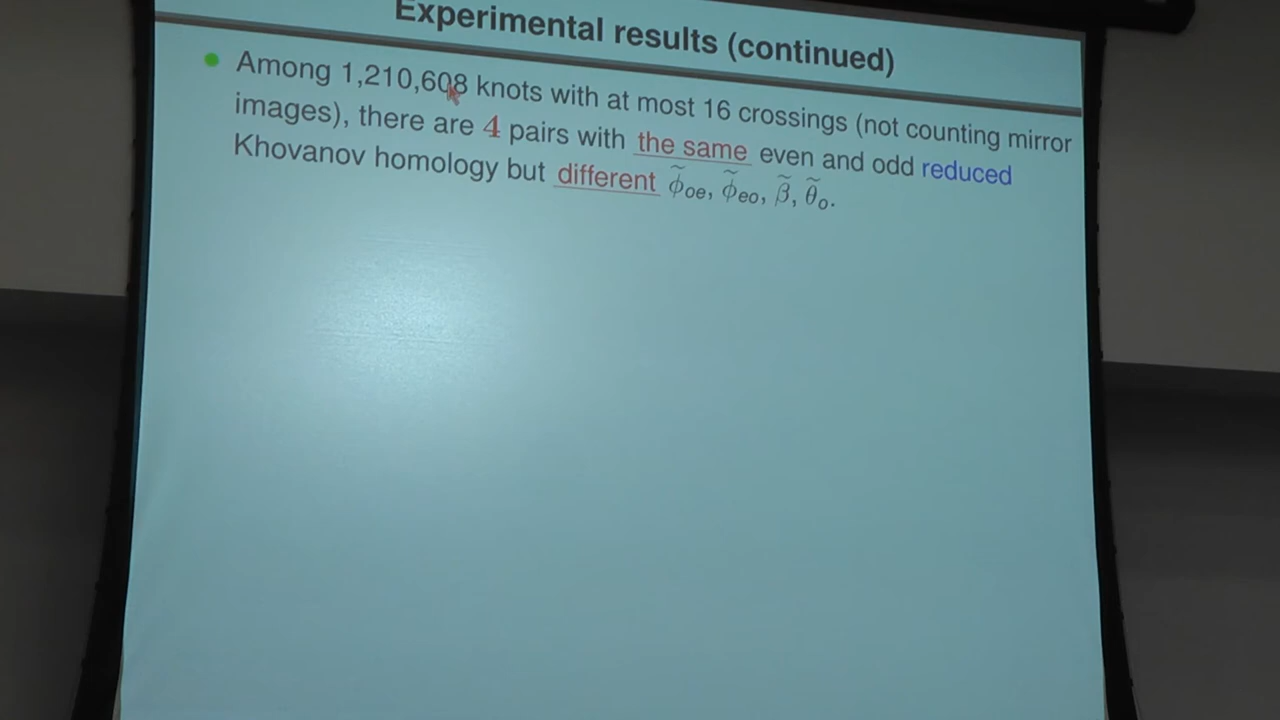 Experimental results (continued)
Among 1,210,608 knots with at most 16 crossings (not counting mirror
images), there are 4 pairs with the same even and odd reduced
Khovanov homology but different φ̃oe, φ̃eo, β̃, θ̃o.